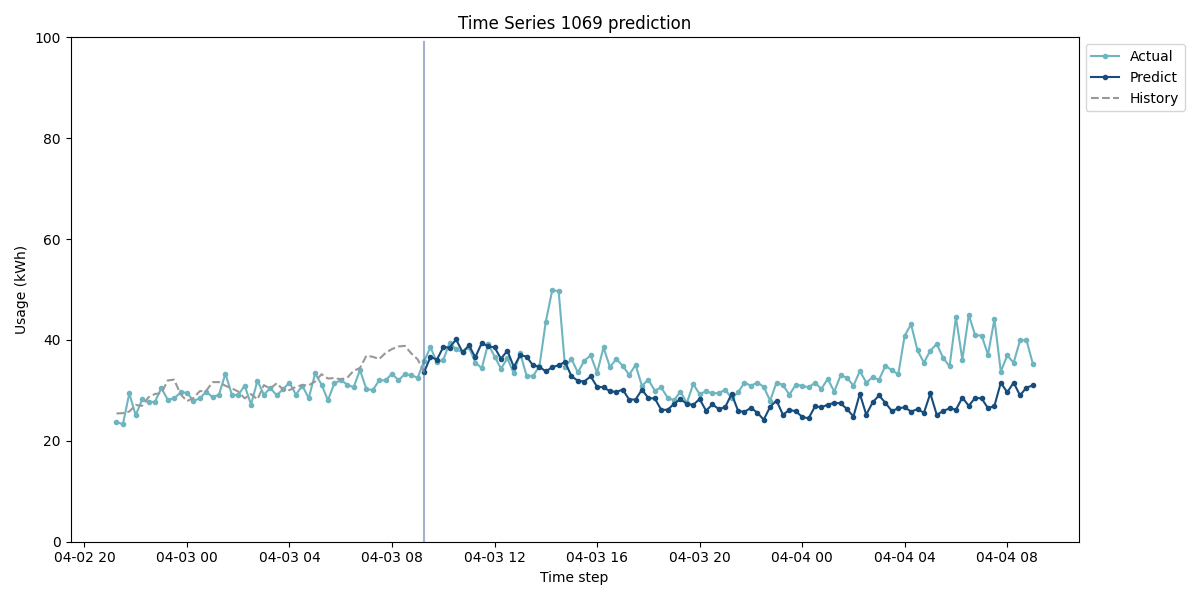 Time Series 1069 prediction
Actual
Predict
History
Usage (kWh)
100
80
60
40
20
0
04-02 20
04-03 00
04-03 04
04-03 08
04-03 12
04-03 16
04-03 20
04-04 00
04-04 04
04-04 08
Time step